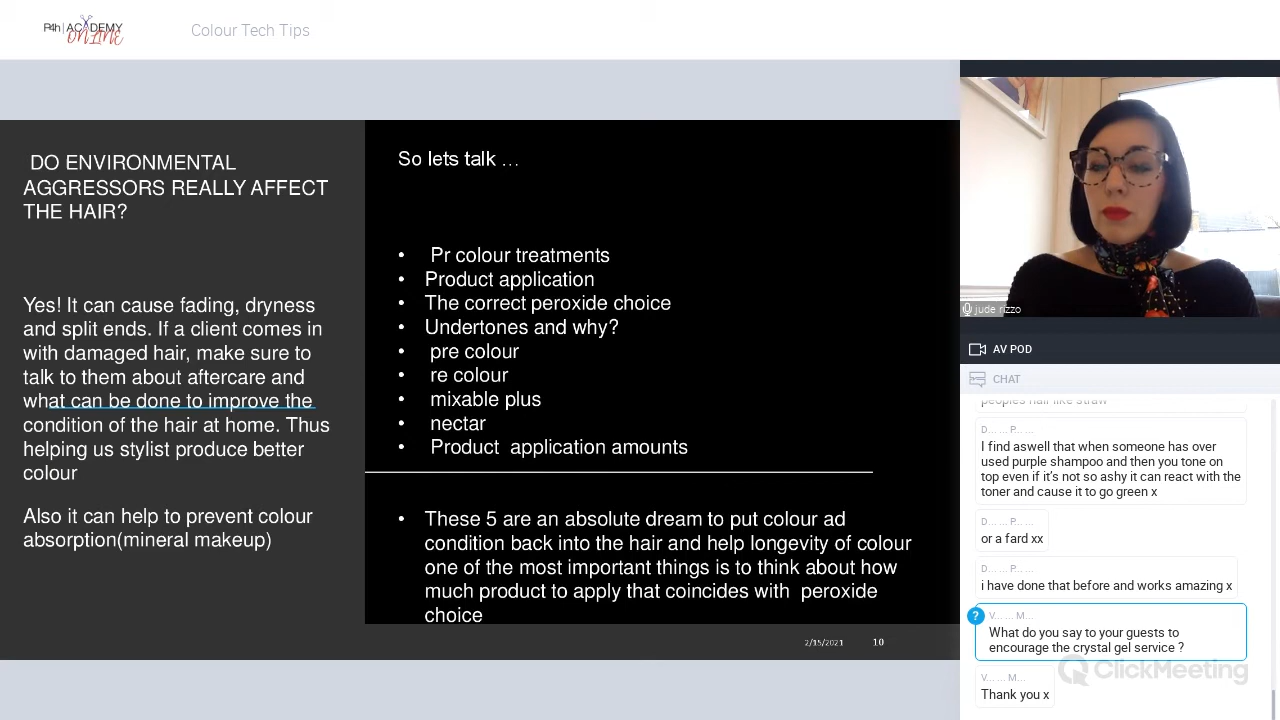 P4h | ACADEMY
ONLINE
Colour Tech Tips
DO ENVIRONMENTAL
AGGRESSORS REALLY AFFECT
THE HAIR?
Yes! It can cause fading, dryness
and split ends. If a client comes in
with damaged hair, make sure to
talk to them about aftercare and
what can be done to improve the
condition of the hair at home. Thus
helping us stylist produce better
colour
Also it can help to prevent colour
absorption(mineral makeup)
So lets talk …
• Pr colour treatments
• Product application
• The correct peroxide choice
• Undertones and why?
• pre colour
• re colour
• mixable plus
• nectar
• Product application amounts
• These 5 are an absolute dream to put colour ad
condition back into the hair and help longevity of colour
one of the most important things is to think about how
much product to apply that coincides with peroxide
choice
2/15/2021
10
jude rizzo
AV POD
CHAT
peoples hair like straw
D... ... P... ...
I find aswell that when someone has over
used purple shampoo and then you tone on
top even if it's not so ashy it can react with the
toner and cause it to go green x
D... ... P... ...
or a fard xx
D... ... P... ...
i have done that before and works amazing x
?
V... ... M...
What do you say to your guests to
encourage the crystal gel service ?
V... ... M...
Thank you x
ClickMeeting